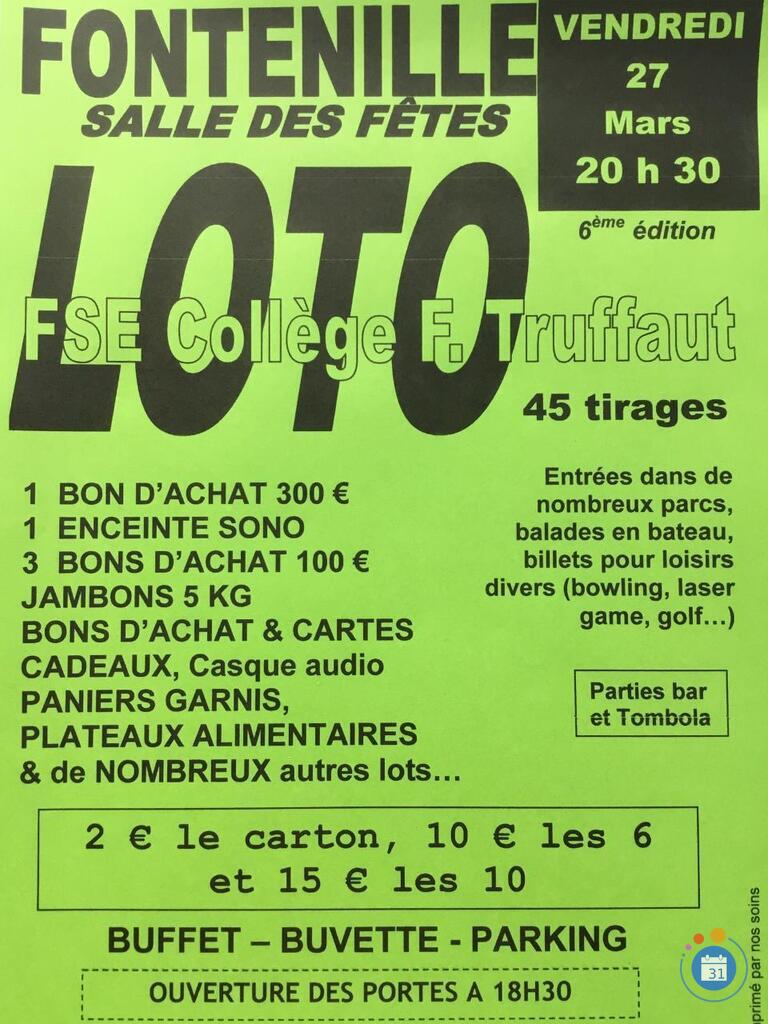 FONTENILLE
SALLE DES FÊTES
VENDREDI
27
Mars
20 h 30
6ème édition
LOTO
FSE Collège F. Truffaut
45 tirages
1 BON D'ACHAT 300 €
1 ENCEINTE SONO
3 BONS D'ACHAT 100 €
JAMBONS 5 KG
BONS D'ACHAT & CARTES
CADEAUX, Casque audio
PANIERS GARNIS,
PLATEAUX ALIMENTAIRES
& de NOMBREUX autres lots...
Entrées dans de
nombreux parcs,
balades en bateau,
billets pour loisirs
divers (bowling, laser
game, golf...)
Parties bar
et Tombola
2 € le carton, 10 € les 6
et 15 € les 10
BUFFET – BUVETTE - PARKING
OUVERTURE DES PORTES A 18H30
par nos soins
31